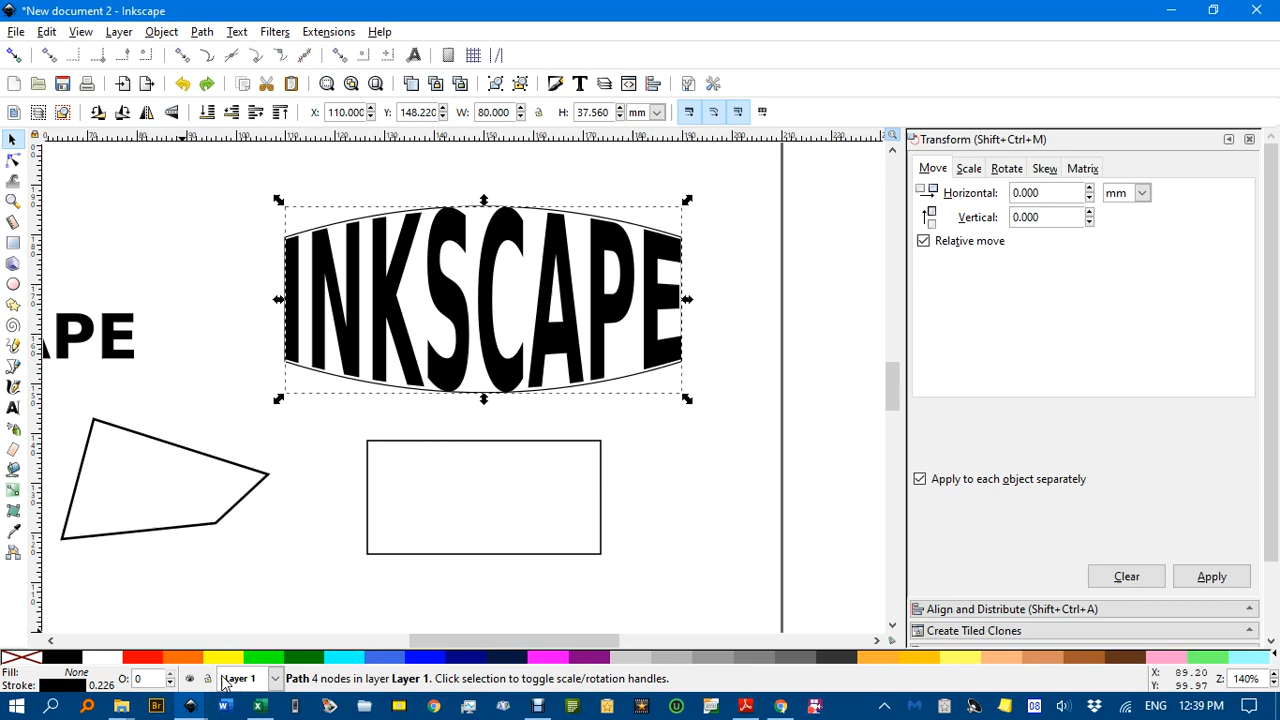 *New document 2 - Inkscape
File Edit View Layer Object Path Text Filters Extensions Help
X: 110.000 Y: 148.220 W: 80.000 H: 37.560 mm
Transform (Shift+Ctrl+M)
Move Scale Rotate Skew Matrix
Horizontal: 0.000 mm
Vertical: 0.000
Relative move
INKSCAPE
APE
Apply to each object separately
Clear Apply
Align and Distribute (Shift+Ctrl+A)
Create Tiled Clones
Fill: None
Stroke: 0.226 O: 0 Layer 1 Path 4 nodes in layer Layer 1. Click selection to toggle scale/rotation handles.
X: 89.20
Y: 99.97
Z: 140%
12:39 PM